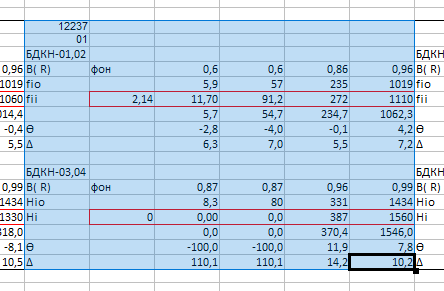 12237
01
БДКН-01,02 БДКН
0,96 B( R) фон 0,6 0,6 0,86 0,96 B( R)
1019 fio 5,9 57 235 1019 fio
1060 fii 2,14 11,70 91,2 272 1110 fii
014,4 5,7 54,7 234,7 1062,3
-0,4 Ѳ -2,8 -4,0 -0,1 4,2 Ѳ
5,5 Δ 6,3 7,0 5,5 7,2 Δ
БДКН-03,04 БДКН
0,99 B( R) фон 0,87 0,87 0,96 0,99 B( R)
1434 Hio 8,3 80 331 1434 Hio
1330 Hi 0 0,00 0,0 387 1560 Hi
318,0 0,0 0,0 370,4 1546,0
-8,1 Ѳ -100,0 -100,0 11,9 7,8 Ѳ
10,5 Δ 110,1 110,1 14,2 10,2 Δ